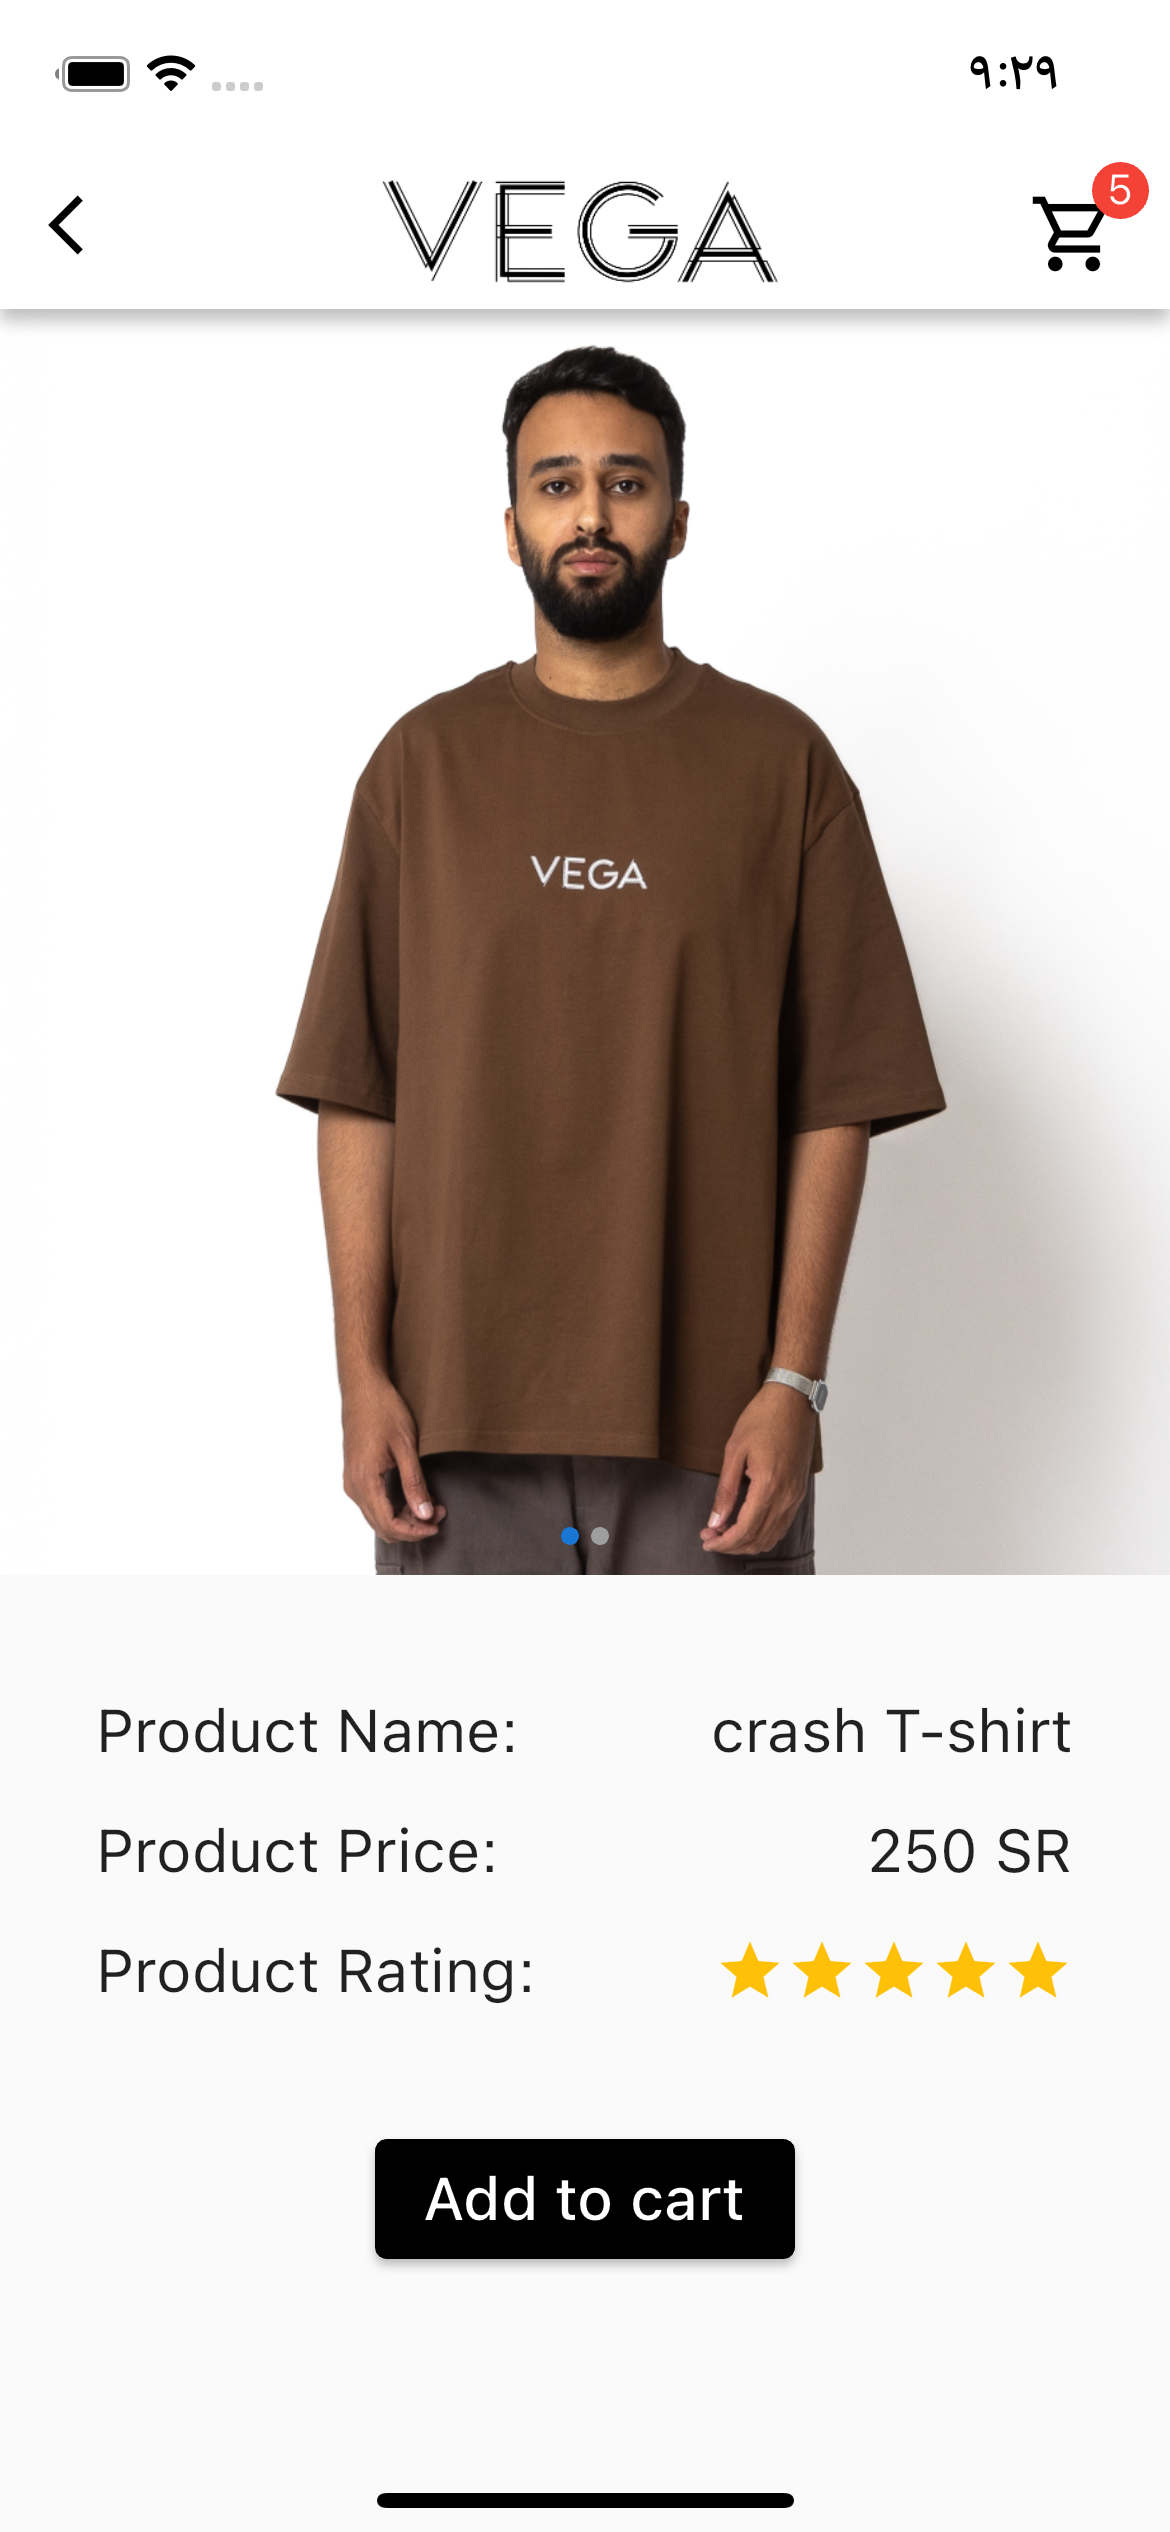 ٩:٢٩
VEGA
5
VEGA
Product Name: crash T-shirt
Product Price: 250 SR
Product Rating:
Add to cart